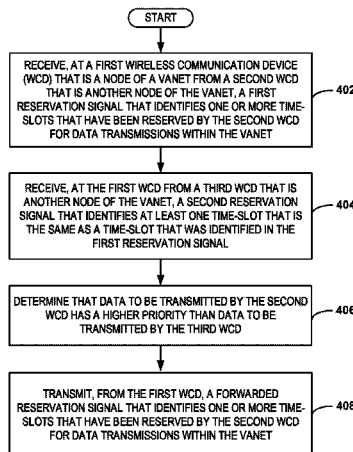 START
RECEIVE, AT A FIRST WIRELESS COMMUNICATION DEVICE
(WCD) THAT IS A NODE OF A VANET FROM A SECOND WCD
THAT IS ANOTHER NODE OF THE VANET, A FIRST
RESERVATION SIGNAL THAT IDENTIFIES ONE OR MORE TIME-
SLOTS THAT HAVE BEEN RESERVED BY THE SECOND WCD
FOR DATA TRANSMISSIONS WITHIN THE VANET
402
RECEIVE, AT THE FIRST WCD FROM A THIRD WCD THAT IS
ANOTHER NODE OF THE VANET, A SECOND RESERVATION
SIGNAL THAT IDENTIFIES AT LEAST ONE TIME-SLOT THAT IS
THE SAME AS A TIME-SLOT THAT WAS IDENTIFIED IN THE
FIRST RESERVATION SIGNAL
404
DETERMINE THAT DATA TO BE TRANSMITTED BY THE SECOND
WCD HAS A HIGHER PRIORITY THAN DATA TO BE
TRANSMITTED BY THE THIRD WCD
406
TRANSMIT, FROM THE FIRST WCD, A FORWARDED
RESERVATION SIGNAL THAT IDENTIFIES ONE OR MORE TIME-
SLOTS THAT HAVE BEEN RESERVED BY THE SECOND WCD
FOR DATA TRANSMISSIONS WITHIN THE VANET
408